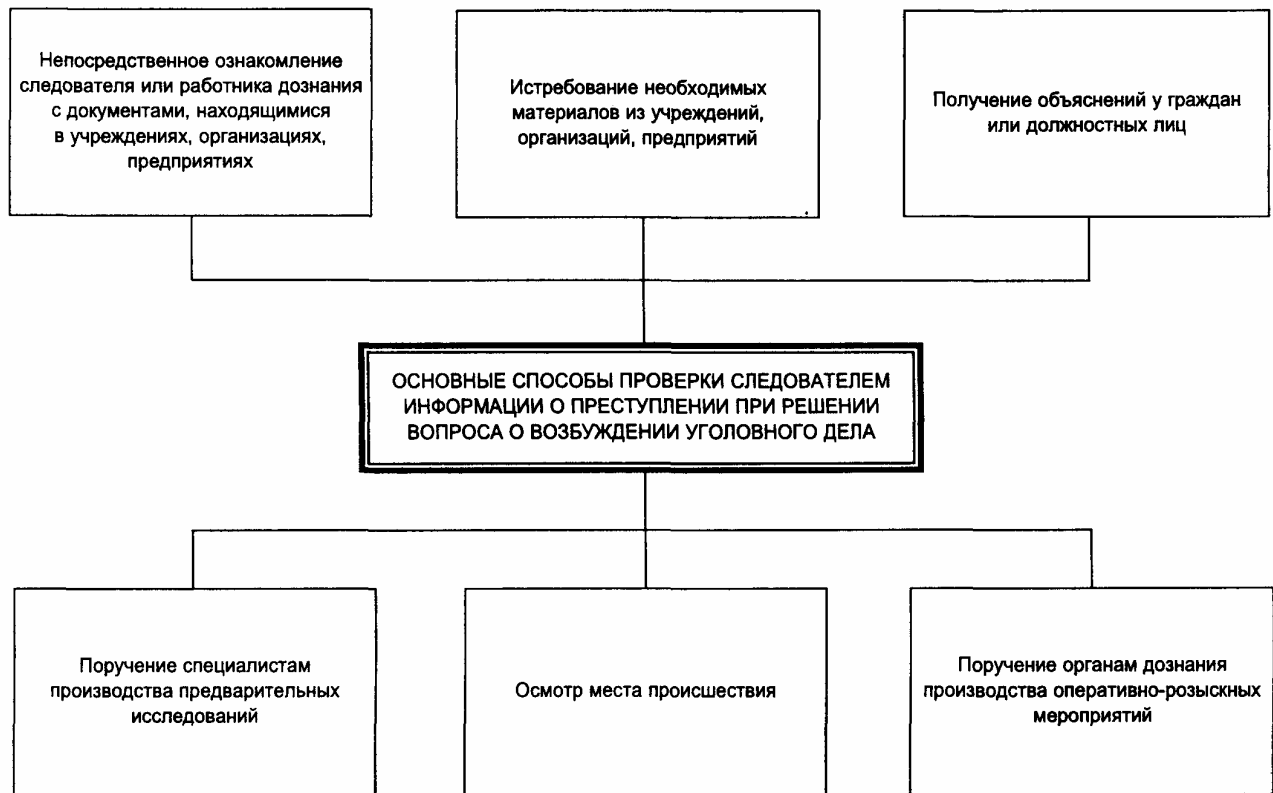 Непосредственное ознакомление
следователя или работника дознания
с документами, находящимися
в учреждениях, организациях,
предприятиях
Истребование необходимых
материалов из учреждений,
организаций, предприятий
Получение объяснений у граждан
или должностных лиц
ОСНОВНЫЕ СПОСОБЫ ПРОВЕРКИ СЛЕДОВАТЕЛЕМ
ИНФОРМАЦИИ О ПРЕСТУПЛЕНИИ ПРИ РЕШЕНИИ
ВОПРОСА О ВОЗБУЖДЕНИИ УГОЛОВНОГО ДЕЛА
Поручение специалистам
производства предварительных
исследований
Осмотр места происшествия
Поручение органам дознания
производства оперативно-розыскных
мероприятий